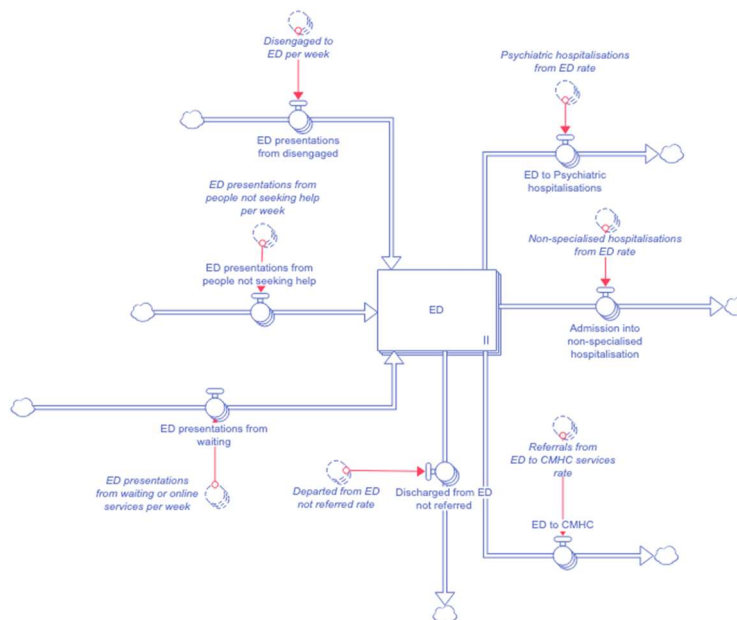 Disengaged to
ED per week
Psychiatric hospitalisations
from ED rate
ED presentations
from disengaged
ED to Psychiatric
hospitalisations
ED presentations from
people not seeking help
per week
Non-specialised hospitalisations
from ED rate
ED presentations from
people not seeking help
ED
Admission into
non-specialised
hospitalisation
ED presentations from
waiting
Referrals from
ED to CMHC services
rate
ED presentations
from waiting or online
services per week
Departed from ED
not referred rate
Discharged from ED
not referred
ED to CMHC